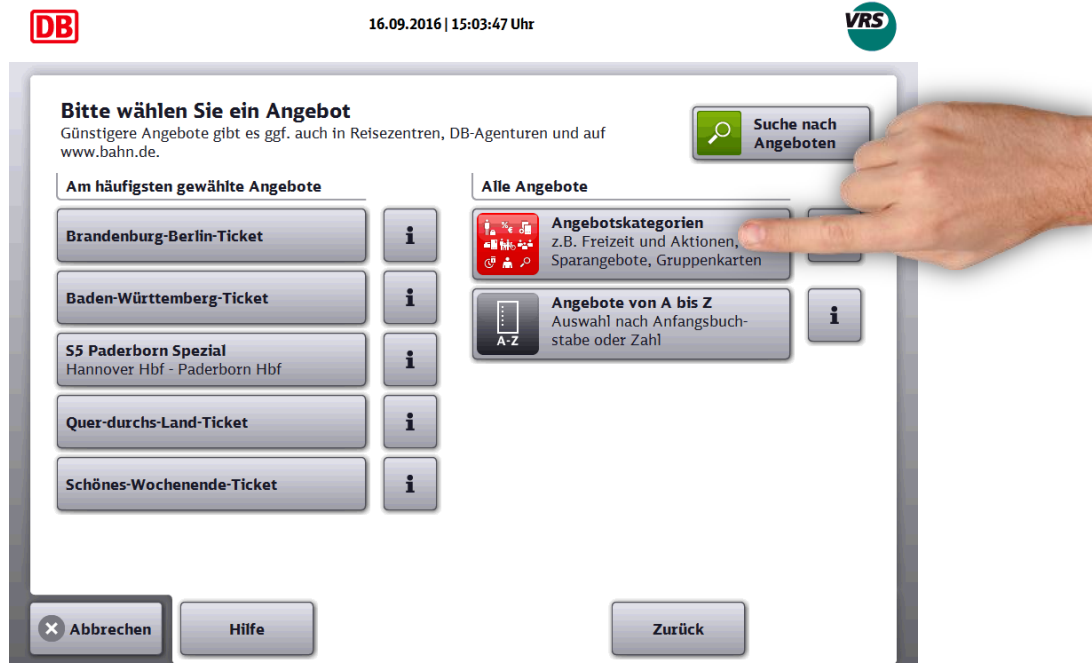 DB
16.09.2016 | 15:03:47 Uhr
VRS
Bitte wählen Sie ein Angebot
Günstigere Angebote gibt es ggf. auch in Reisezentren, DB-Agenturen und auf
www.bahn.de.
Suche nach
Angeboten
Am häufigsten gewählte Angebote
Brandenburg-Berlin-Ticket
i
Baden-Württemberg-Ticket
i
S5 Paderborn Spezial
Hannover Hbf - Paderborn Hbf
i
Quer-durchs-Land-Ticket
i
Schönes-Wochenende-Ticket
i
Alle Angebote
Angebotskategorien
z.B. Freizeit und Aktionen,
Sparangebote, Gruppenkarten
% €
A-Z
Angebote von A bis Z
Auswahl nach Anfangsbuch-
stabe oder Zahl
i
Abbrechen
Hilfe
Zurück